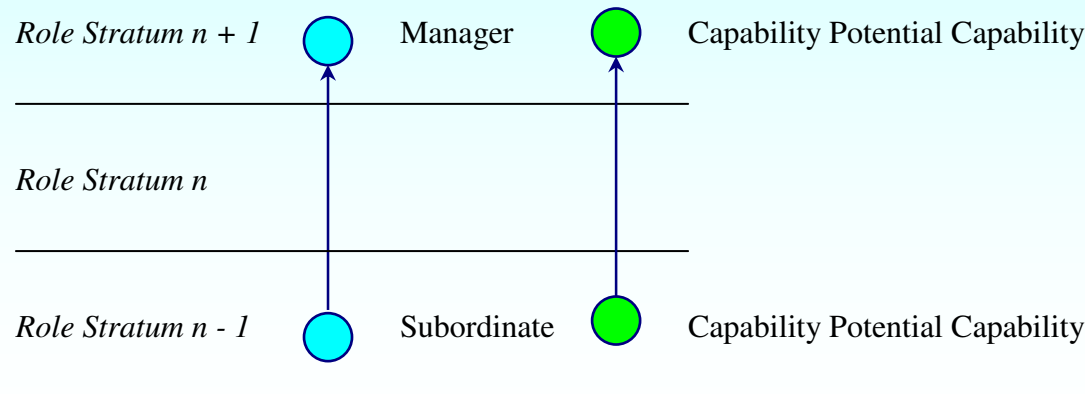 Role Stratum n + 1 Manager Capability Potential Capability
Role Stratum n
Role Stratum n - 1 Subordinate Capability Potential Capability